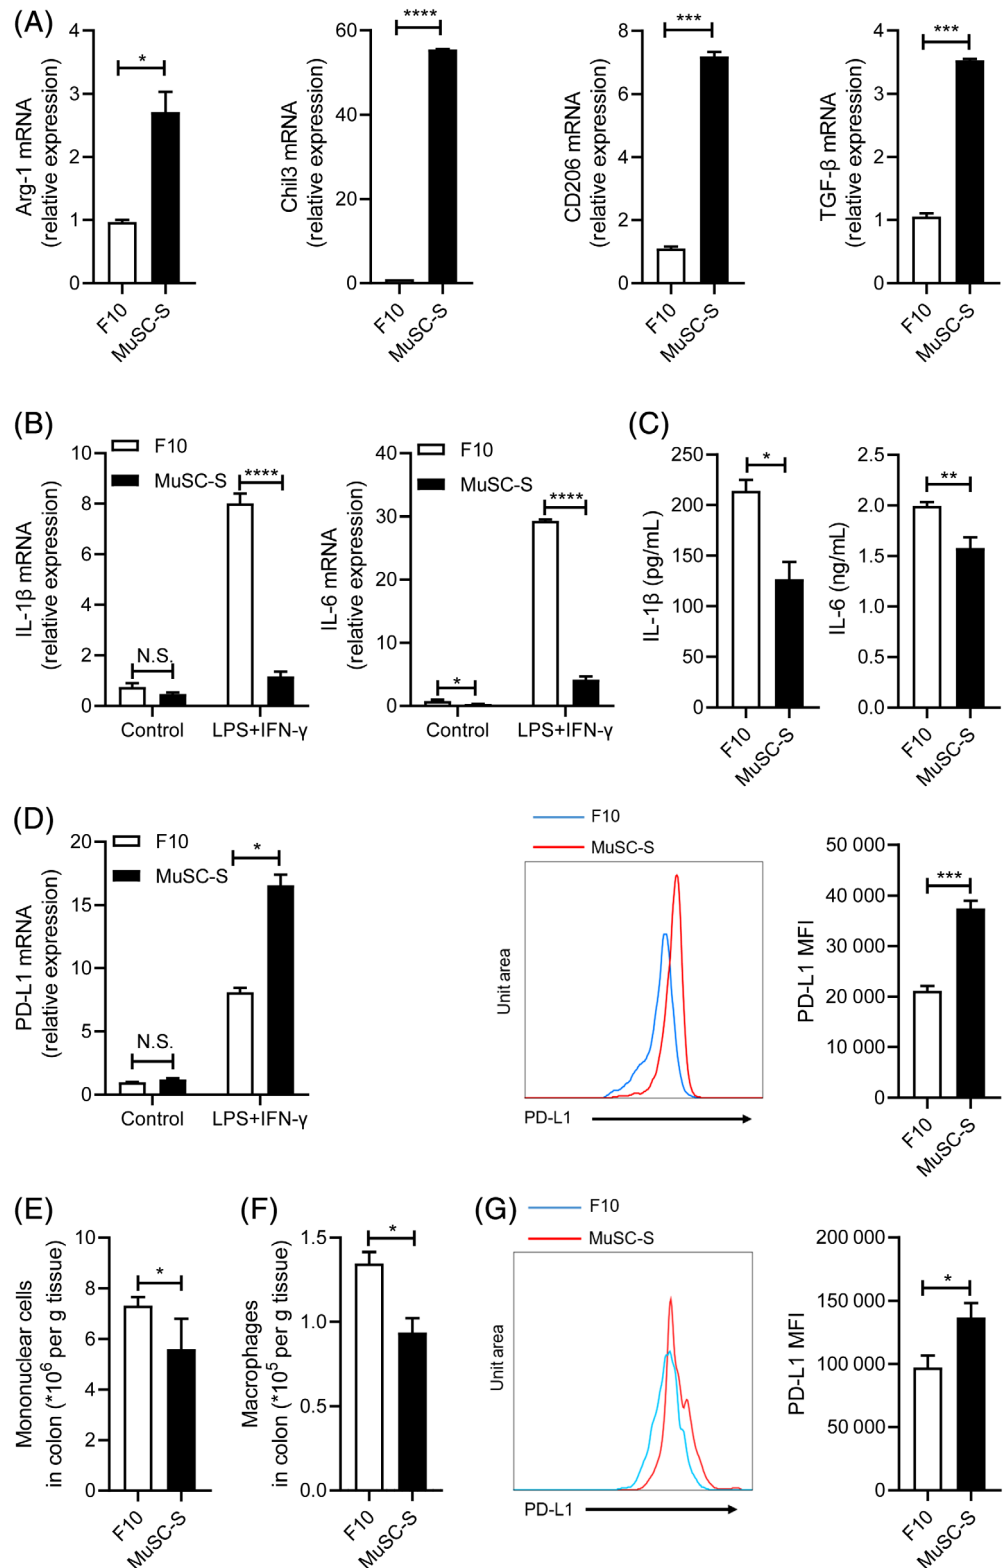 (A)
Arg-1 mRNA
(relative expression)
4
3
2
1
0
*
F10
MuSC-S
Chil3 mRNA
(relative expression)
60
40
20
0
****
F10
MuSC-S
CD206 mRNA
(relative expression)
8
6
4
2
0
***
F10
MuSC-S
TGF-β mRNA
(relative expression)
4
3
2
1
0
***
F10
MuSC-S
(B)
F10
MuSC-S
IL-1β mRNA
(relative expression)
10
8
6
4
2
0
N.S.
****
Control
LPS+IFN-γ
F10
MuSC-S
IL-6 mRNA
(relative expression)
40
30
20
10
0
*
****
Control
LPS+IFN-γ
(C)
IL-1β (pg/mL)
250
200
150
100
50
0
*
F10
MuSC-S
IL-6 (ng/mL)
2.5
2.0
1.5
1.0
0.5
0.0
**
F10
MuSC-S
(D)
F10
MuSC-S
PD-L1 mRNA
(relative expression)
20
15
10
5
0
N.S.
*
Control
LPS+IFN-γ
F10
MuSC-S
Unit area
PD-L1
PD-L1 MFI
50 000
40 000
30 000
20 000
10 000
0
***
F10
MuSC-S
(E)
Mononuclear cells
in colon (*10⁶ per g tissue)
10
8
6
4
2
0
*
F10
MuSC-S
(F)
Macrophages
in colon (*10⁵ per g tissue)
1.5
1.0
0.5
0.0
*
F10
MuSC-S
(G)
F10
MuSC-S
Unit area
PD-L1
PD-L1 MFI
200 000
150 000
100 000
50 000
0
*
F10
MuSC-S